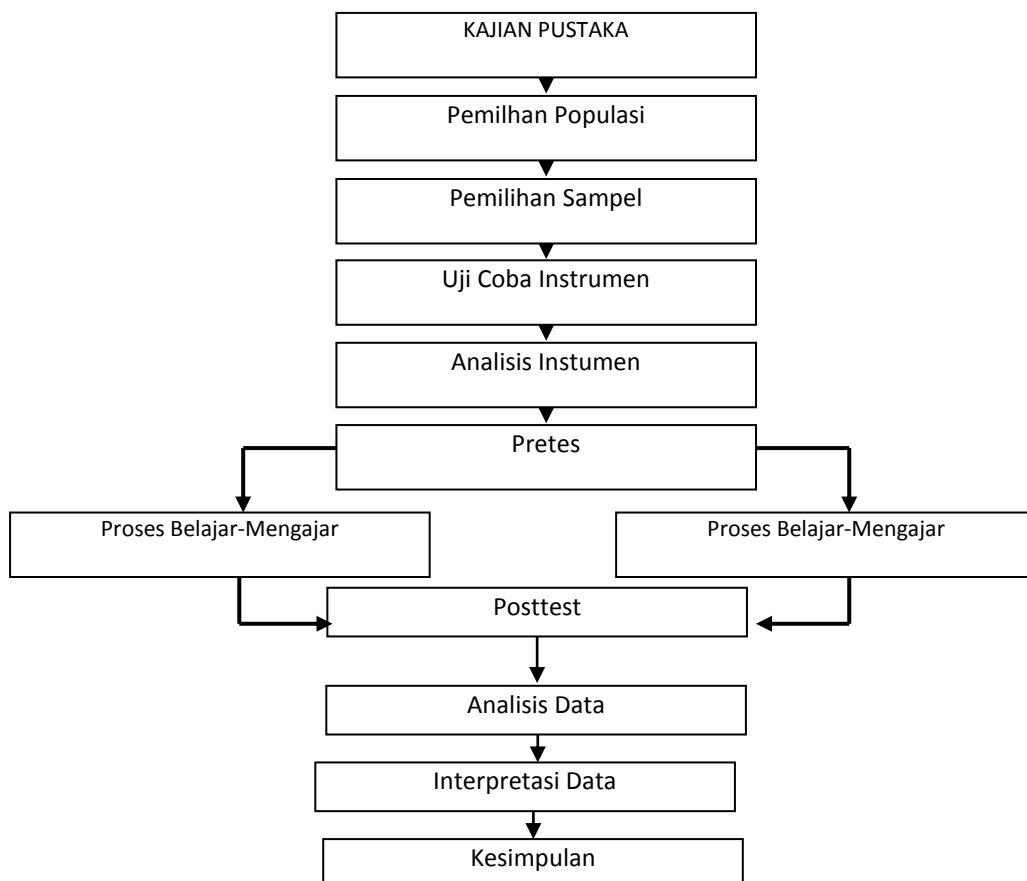 KAJIAN PUSTAKA
Pemilhan Populasi
Pemilihan Sampel
Uji Coba Instrumen
Analisis Instumen
Pretes
Proses Belajar-Mengajar
Proses Belajar-Mengajar
Posttest
Analisis Data
Interpretasi Data
Kesimpulan